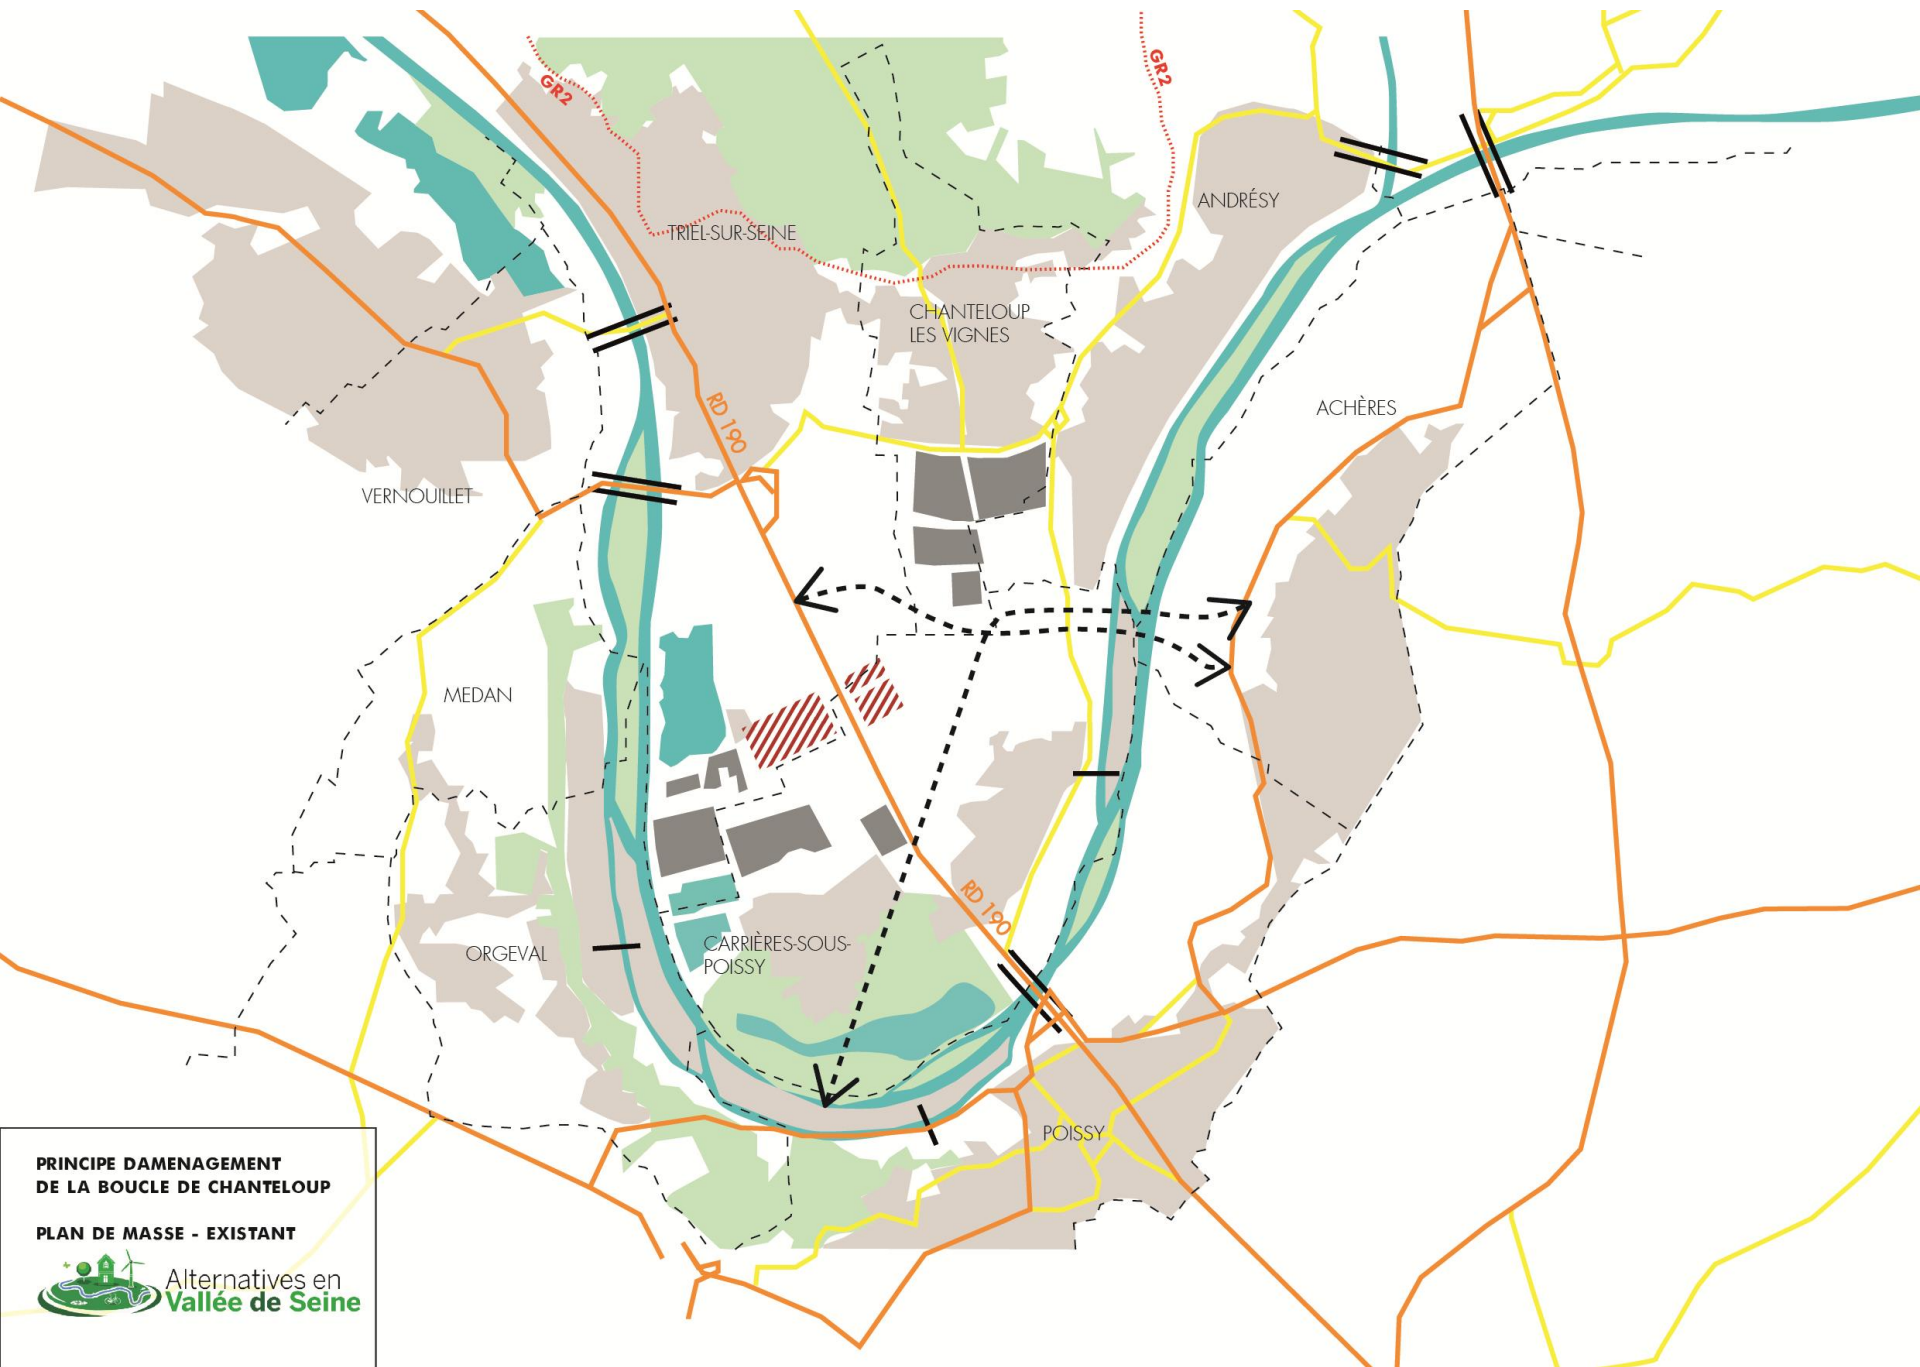 GR2
GR2
ANDRÉSY
TRIEL-SUR-SEINE
CHANTELOUP
LES VIGNES
RD 190
ACHÈRES
VERNOUILLET
MEDAN
RD 190
ORGEVAL
CARRIÈRES-SOUS-
POISSY
POISSY
PRINCIPE DAMENAGEMENT
DE LA BOUCLE DE CHANTELOUP
PLAN DE MASSE - EXISTANT
Alternatives en
Vallée de Seine